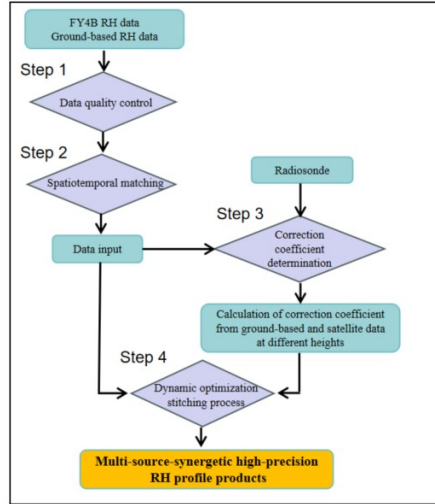 FY4B RH data
Ground-based RH data
Step 1
Data quality control
Step 2
Spatiotemporal matching
Radiosonde
Step 3
Data input
Correction
coefficient
determination
Calculation of correction coefficient
from ground-based and satellite data
at different heights
Step 4
Dynamic optimization
stitching process
Multi-source-synergetic high-precision
RH profile products